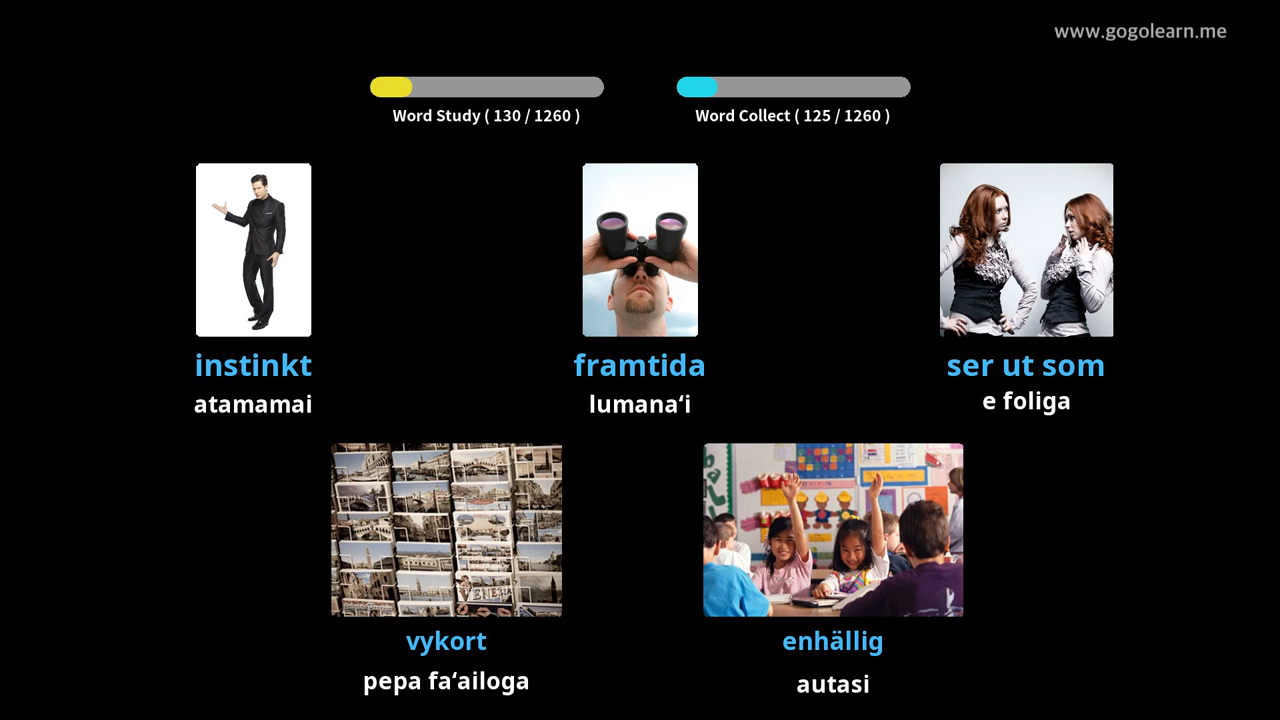 www.gogolearn.me
Word Study ( 130 / 1260 )
Word Collect ( 125 / 1260 )
instinkt
atamamai
framtida
lumanaʻi
ser ut som
e foliga
vykort
pepa faʻailoga
enhällig
autasi